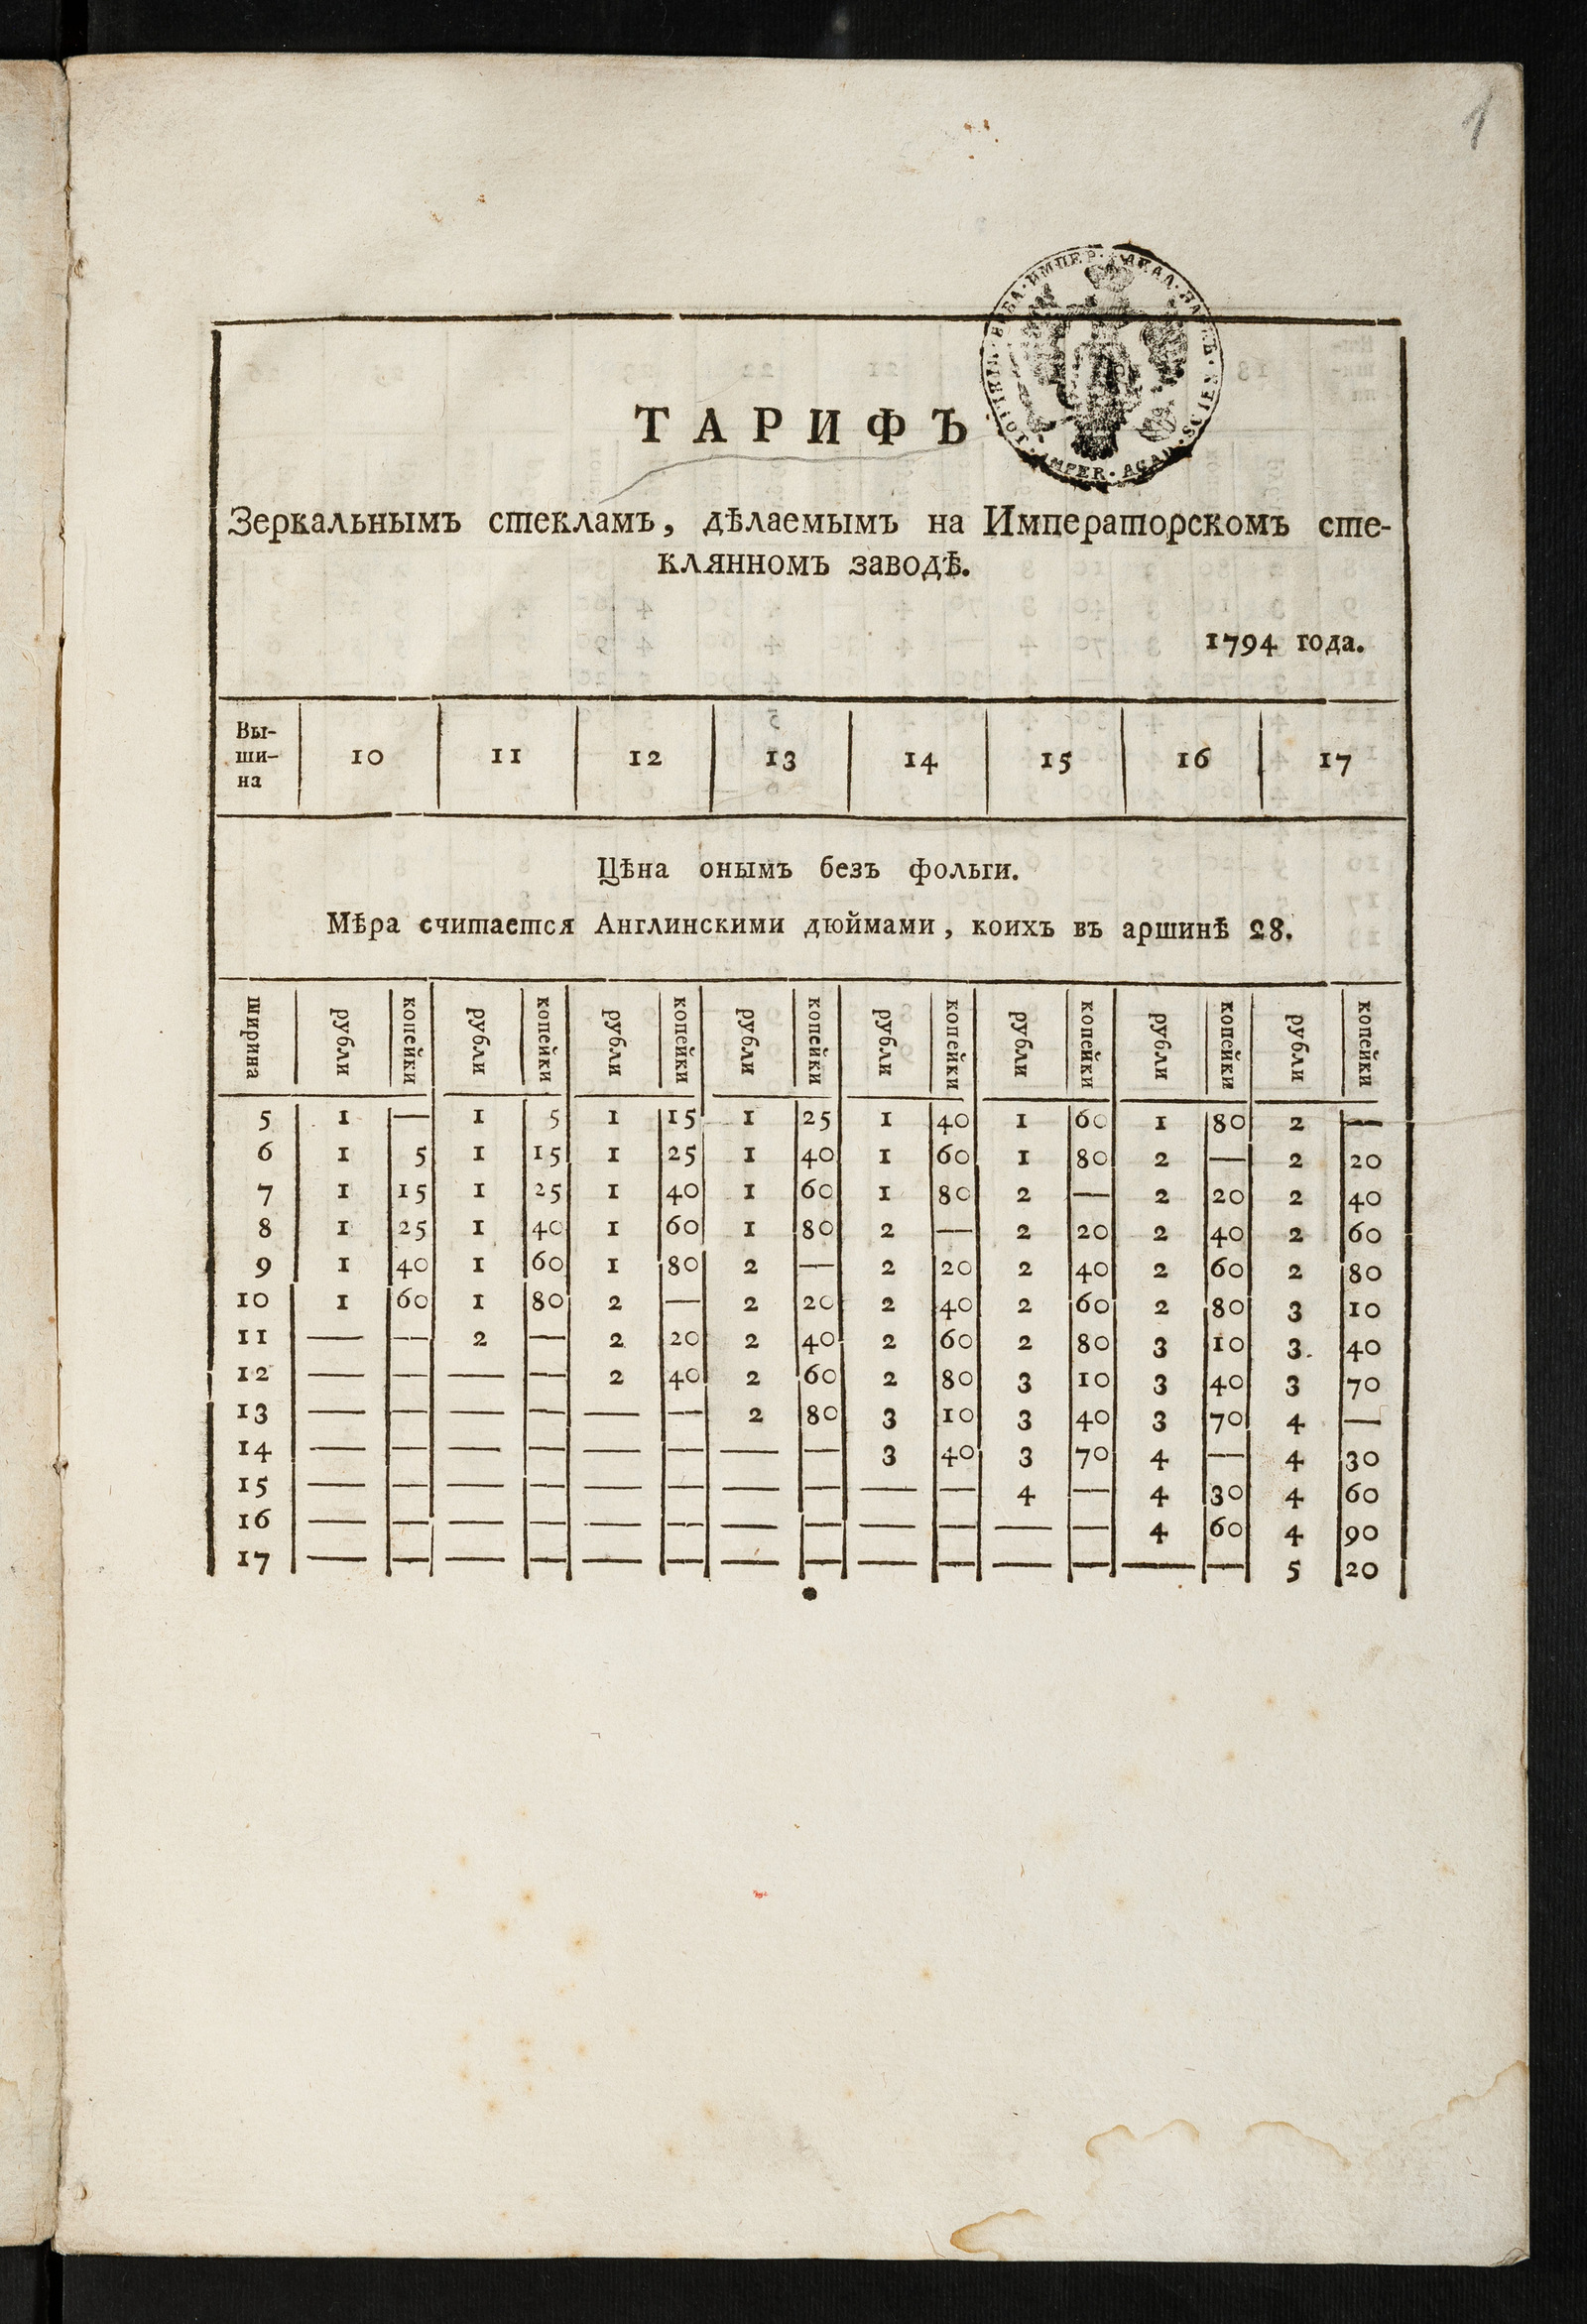 1
ТАРИФЪ
Зеркальнымъ стекламъ, дѣлаемымъ на Императорскомъ сте-
клянномъ заводѣ.
1794 года.
Вы-
ши-
на
10 11 12 13 14 15 16 17
Цѣна онымъ безъ фольги.
Мѣра считается Англинскими дюймами, коихъ въ аршинѣ 28.
ширина рубли копейки рубли копейки рубли копейки рубли копейки рубли копейки рубли копейки рубли копейки рубли копейки
5 1 — 1 5 1 15 1 25 1 40 1 60 1 80 2 —
6 1 5 1 15 1 25 1 40 1 60 1 80 2 — 2 20
7 1 15 1 25 1 40 1 60 1 80 2 — 2 20 2 40
8 1 25 1 40 1 60 1 80 2 — 2 20 2 40 2 60
9 1 40 1 60 1 80 2 — 2 20 2 40 2 60 2 80
10 1 60 1 80 2 — 2 20 2 40 2 60 2 80 3 10
11 — — 2 — 2 20 2 40 2 60 2 80 3 10 3 40
12 — — — — 2 40 2 60 2 80 3 10 3 40 3 70
13 — — — — — — 2 80 3 10 3 40 3 70 4 —
14 — — — — — — — — 3 40 3 70 4 — 4 30
15 — — — — — — — — — — 4 — 4 30 4 60
16 — — — — — — — — — — — — 4 60 4 90
17 — — — — — — — — — — — — — — 5 20